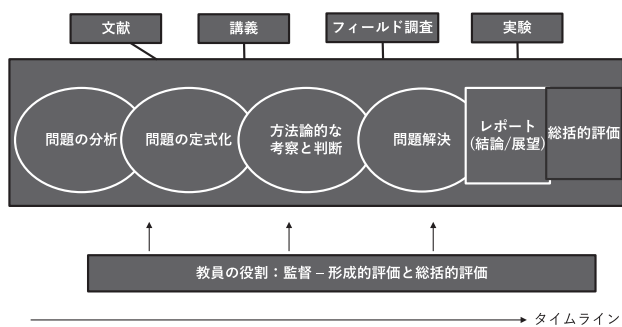 文献
講義
フィールド調査
実験
問題の分析
問題の定式化
方法論的な
考察と判断
問題解決
レポート
(結論/展望)
総括的評価
教員の役割：監督 – 形成的評価と総括的評価
タイムライン